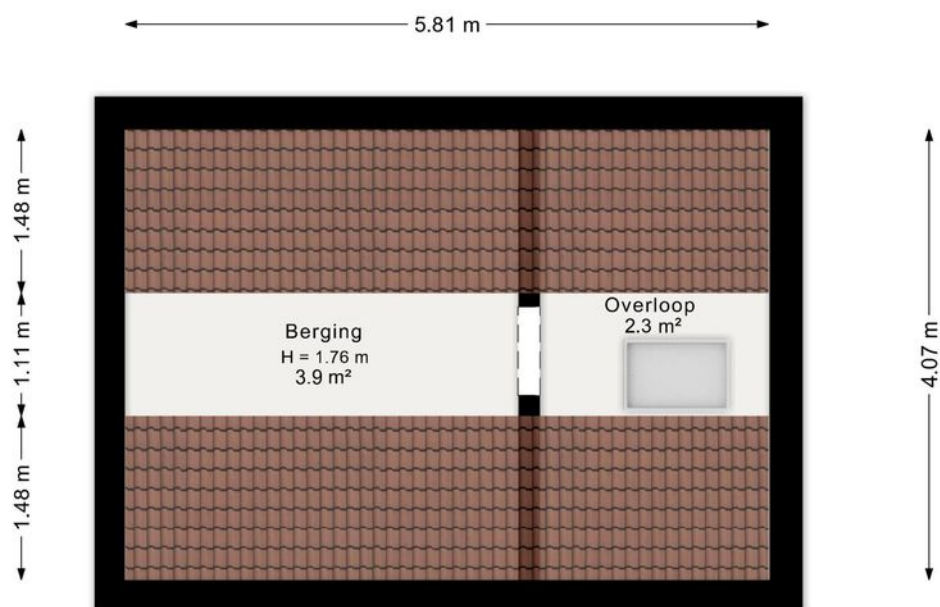 5.81 m
1.48 m
1.11 m
1.48 m
Berging
H = 1.76 m
3.9 m²
Overloop
2.3 m²
4.07 m